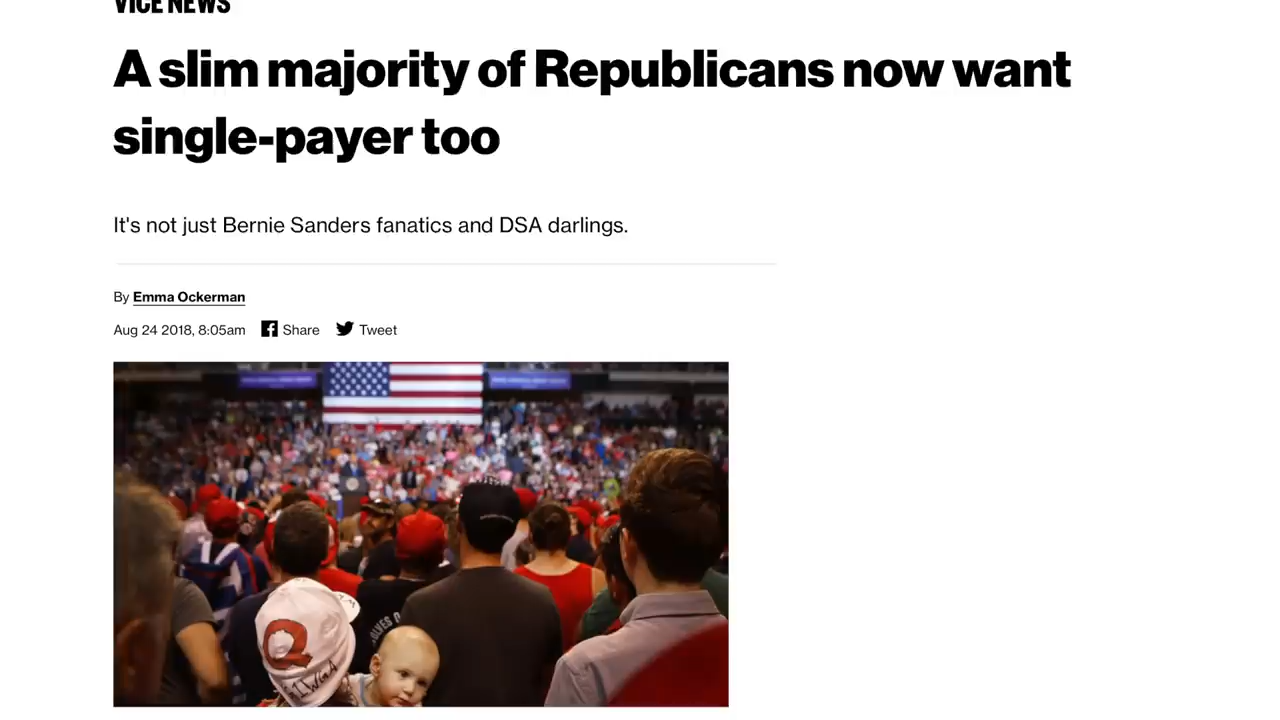 VICE NEWS
A slim majority of Republicans now want
single-payer too
It's not just Bernie Sanders fanatics and DSA darlings.
By Emma Ockerman
Aug 24 2018, 8:05am Share Tweet
Q